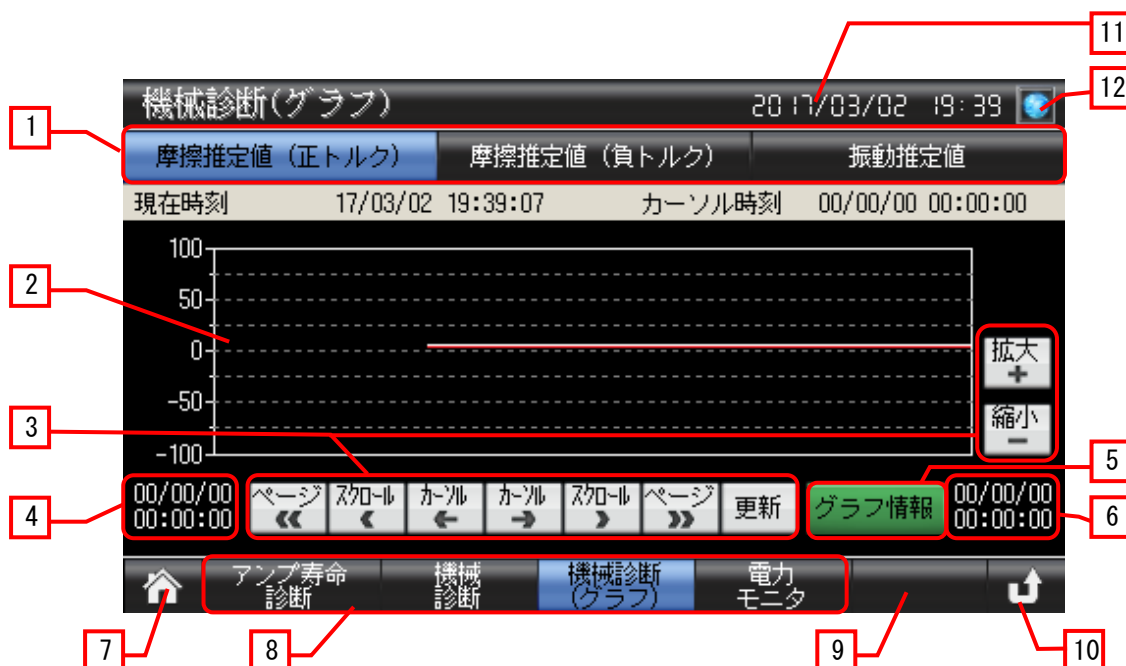 11
機械診断(グラフ) 2017/03/02 19:39
12
1
摩擦推定値（正トルク） 摩擦推定値（負トルク） 振動推定値
現在時刻 17/03/02 19:39:07 カーソル時刻 00/00/00 00:00:00
100
2
50
0
拡大
+
-50
縮小
-
3
-100
5
4
00/00/00
00:00:00
ページ
スクロール
カーソル
カーソル
スクロール
ページ
更新
グラフ情報
00/00/00
00:00:00
6
アンプ寿命
診断
機械
診断
機械診断
(グラフ)
電力
モニタ
7
8
9
10